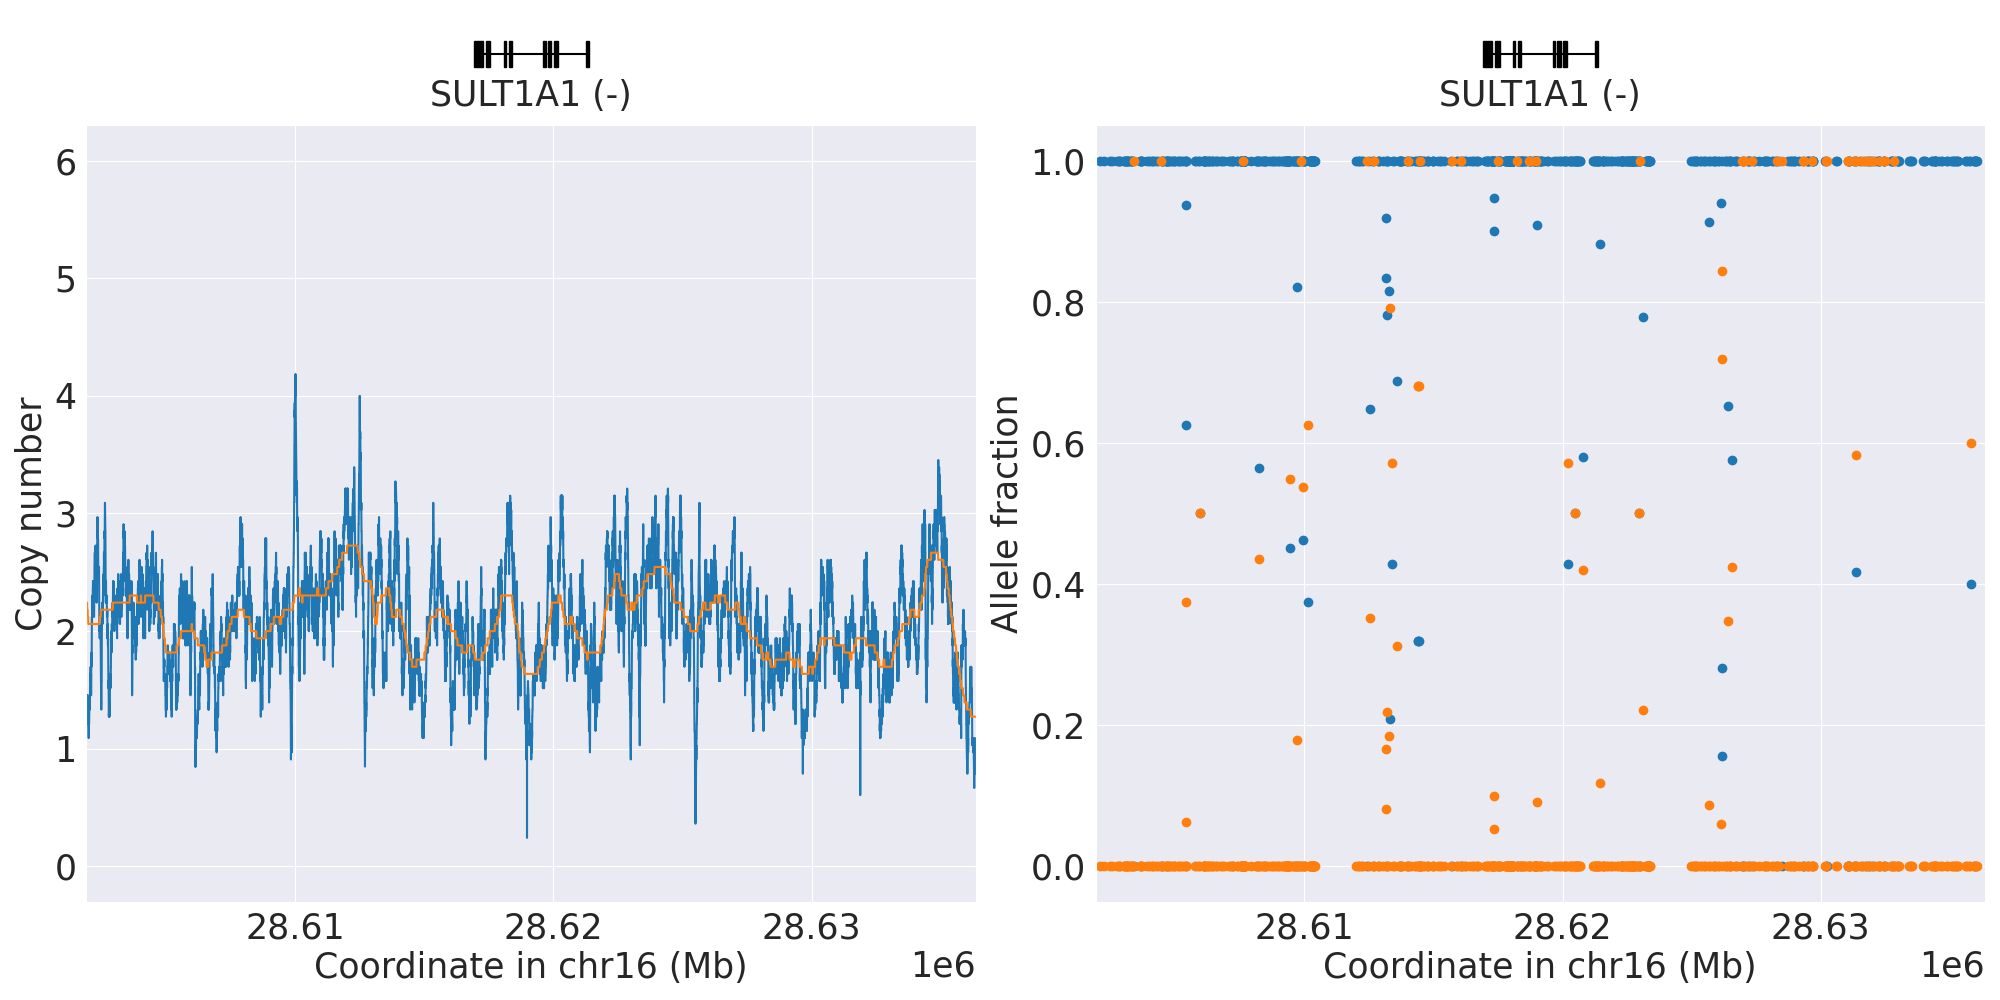 SULT1A1 (-)
Copy number
6
5
4
3
2
1
0
28.61
28.62
28.63
Coordinate in chr16 (Mb)
1e6
SULT1A1 (-)
Allele fraction
1.0
0.8
0.6
0.4
0.2
0.0
28.61
28.62
28.63
Coordinate in chr16 (Mb)
1e6